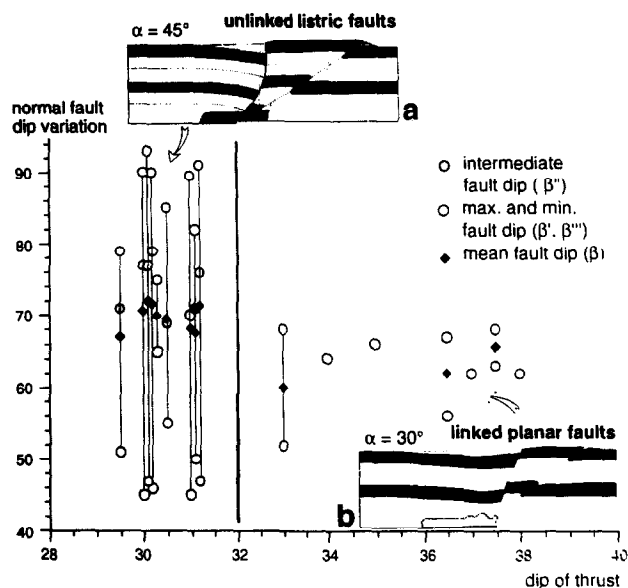 unlinked listric faults
α = 45°
a
normal fault
dip variation
intermediate
fault dip ( β")
max. and min.
fault dip (β', β''')
mean fault dip (β)
90
80
70
60
50
40
α = 30°
linked planar faults
b
28
30
32
34
36
38
40
dip of thrust